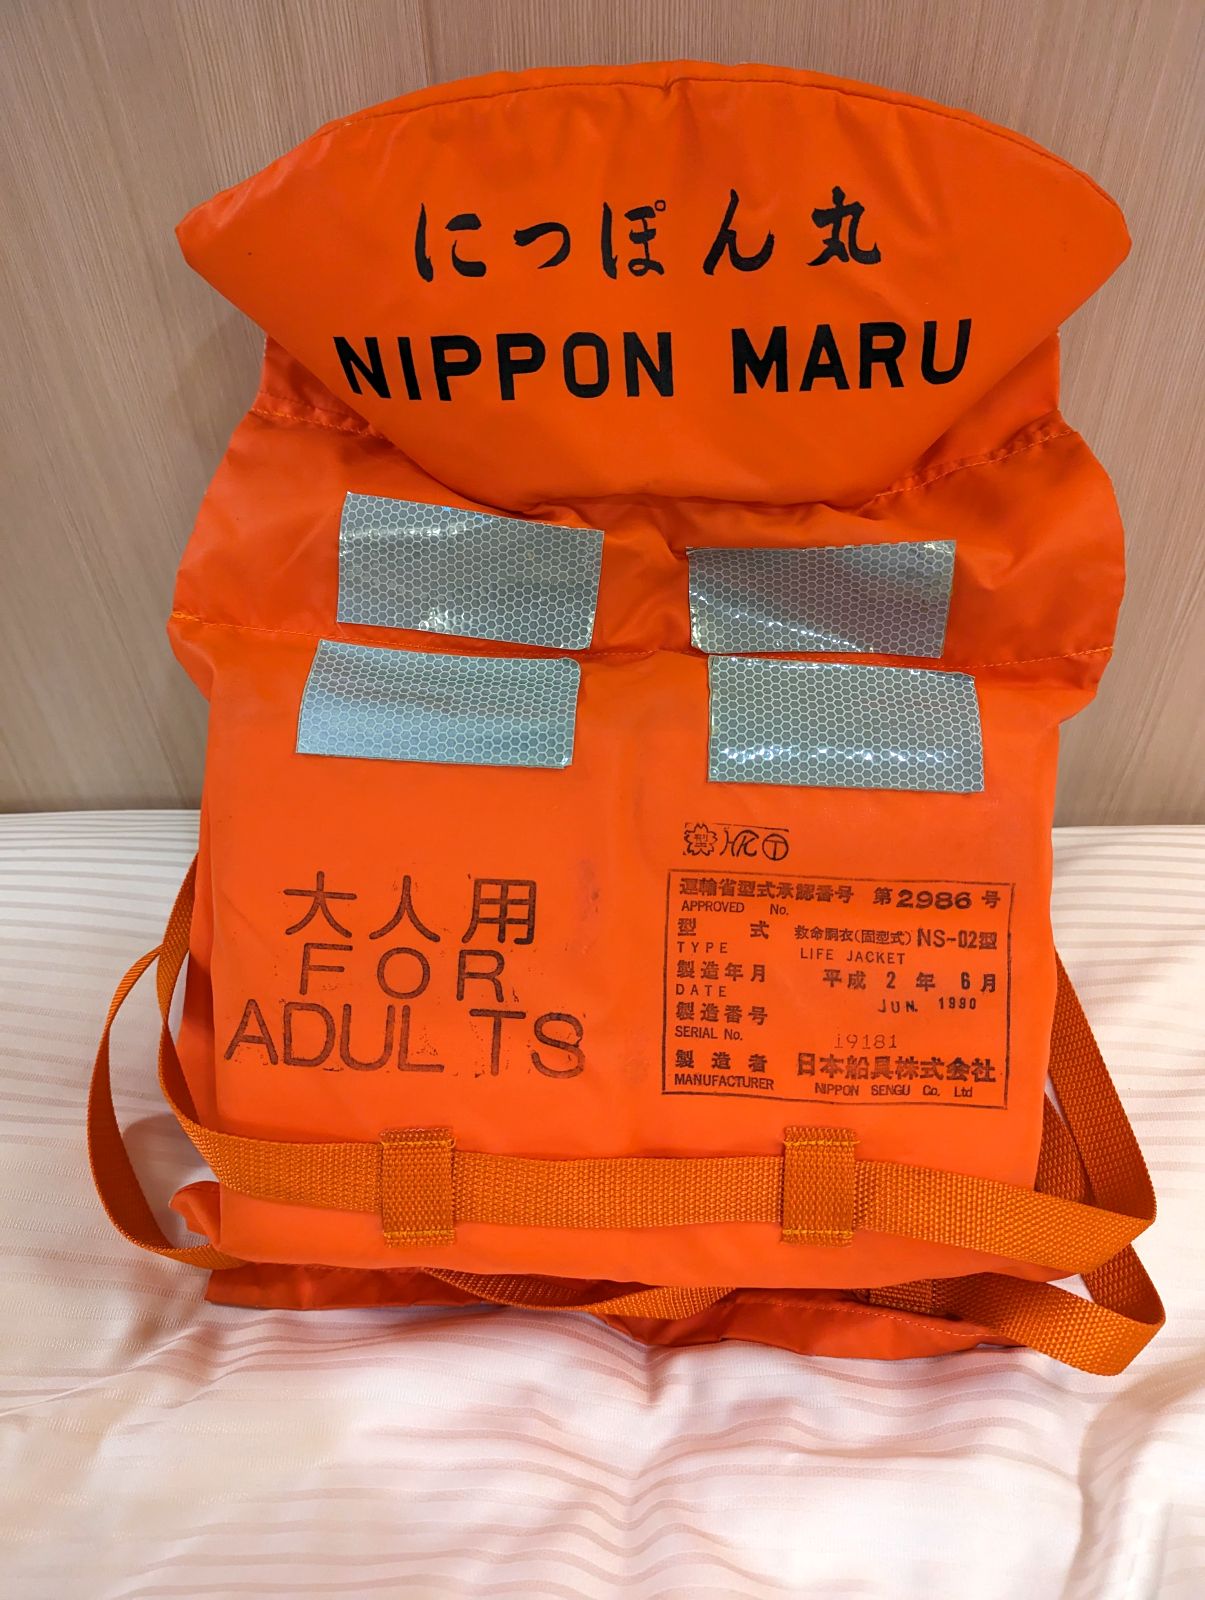 にっぽん丸
NIPPON MARU
大人用
FOR
ADULTS
HK
運輸省型式承認番号 第2986号
APPROVED No.
型式 救命胴衣(固型式) NS-02型
TYPE LIFE JACKET
製造年月 平成2年6月
DATE JUN. 1990
製造番号
SERIAL No. 19181
製造者 日本船具株式会社
MANUFACTURER NIPPON SENGU Co, Ltd